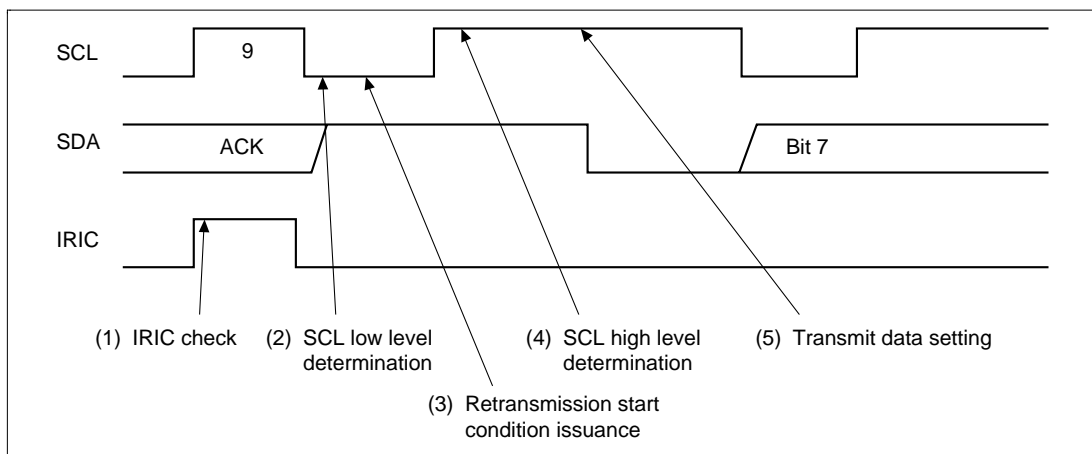 SCL
9
SDA
ACK
Bit 7
IRIC
(1) IRIC check
(2) SCL low level
determination
(4) SCL high level
determination
(5) Transmit data setting
(3) Retransmission start
condition issuance